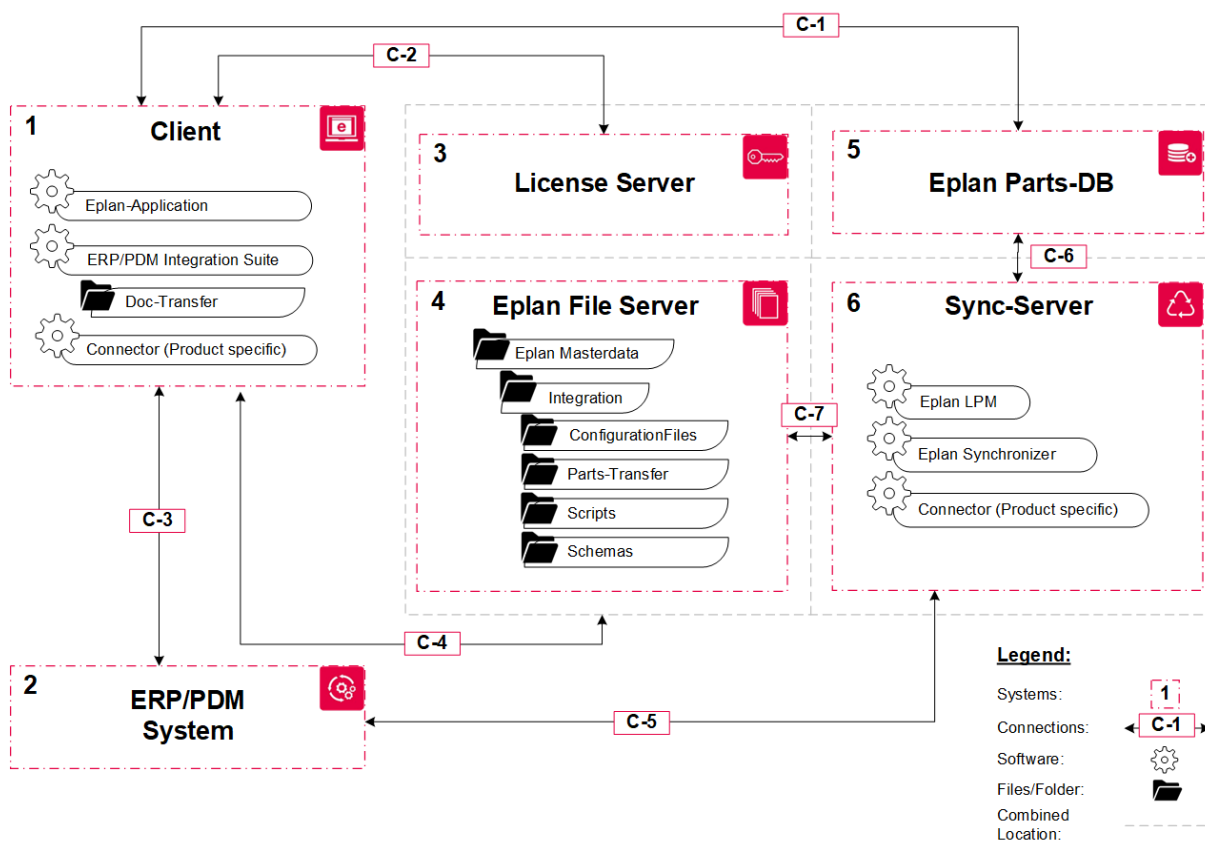 C-1
C-2
1
Client
Eplan-Application
ERP/PDM Integration Suite
Doc-Transfer
Connector (Product specific)
e
3
License Server
5
Eplan Parts-DB
C-6
4
Eplan File Server
Eplan Masterdata
Integration
ConfigurationFiles
Parts-Transfer
Scripts
Schemas
C-7
6
Sync-Server
Eplan LPM
Eplan Synchronizer
Connector (Product specific)
C-3
C-4
2
ERP/PDM
System
C-5
Legend:
Systems:
1
Connections:
C-1
Software:
Files/Folder:
Combined
Location: